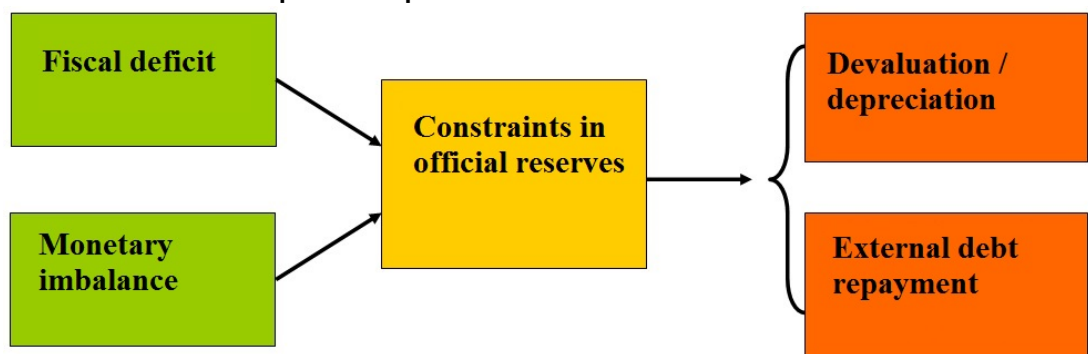 Fiscal deficit
Monetary
imbalance
Constraints in
official reserves
Devaluation /
depreciation
External debt
repayment